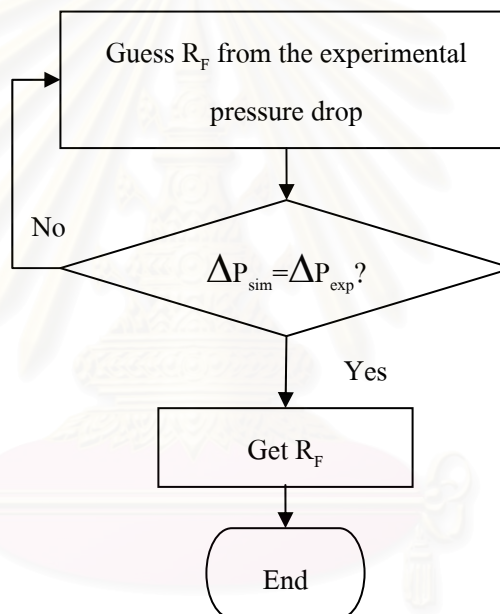 Guess R_F from the experimental
pressure drop
No
ΔP_sim=ΔP_exp?
Yes
Get R_F
End